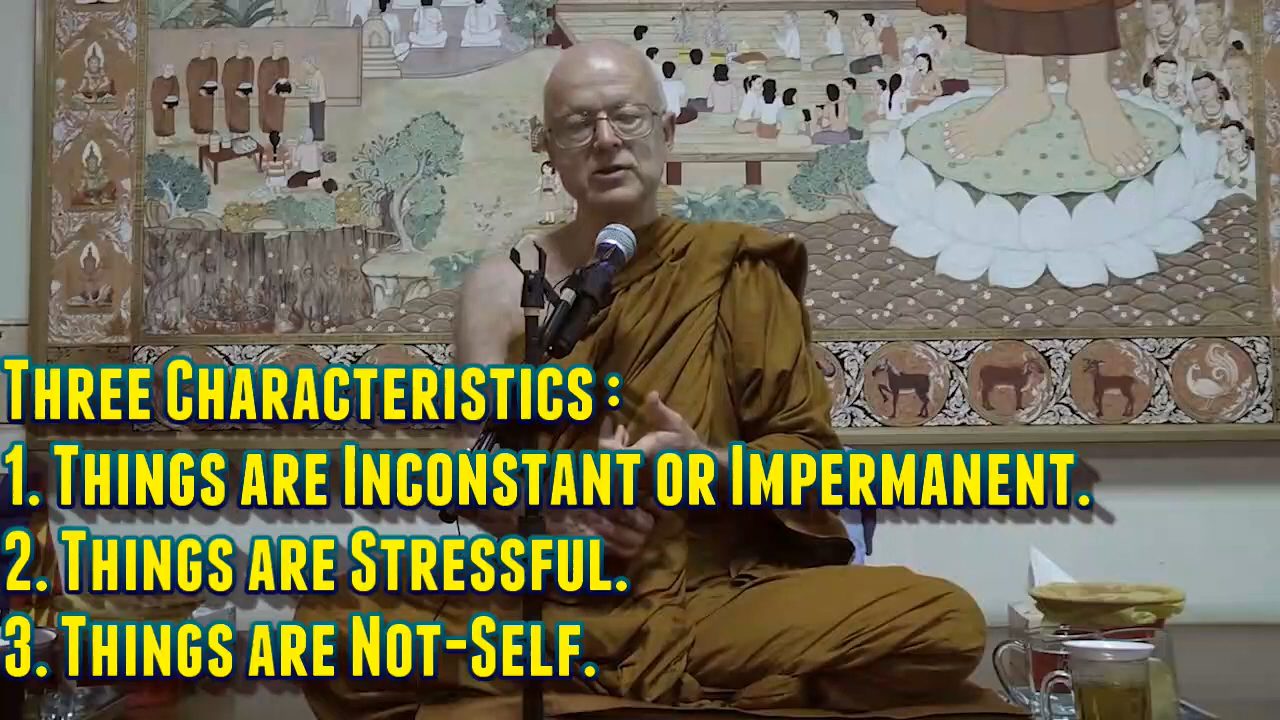 Three Characteristics :
1. Things are Inconstant or Impermanent.
2. Things are Stressful.
3. Things are Not-Self.